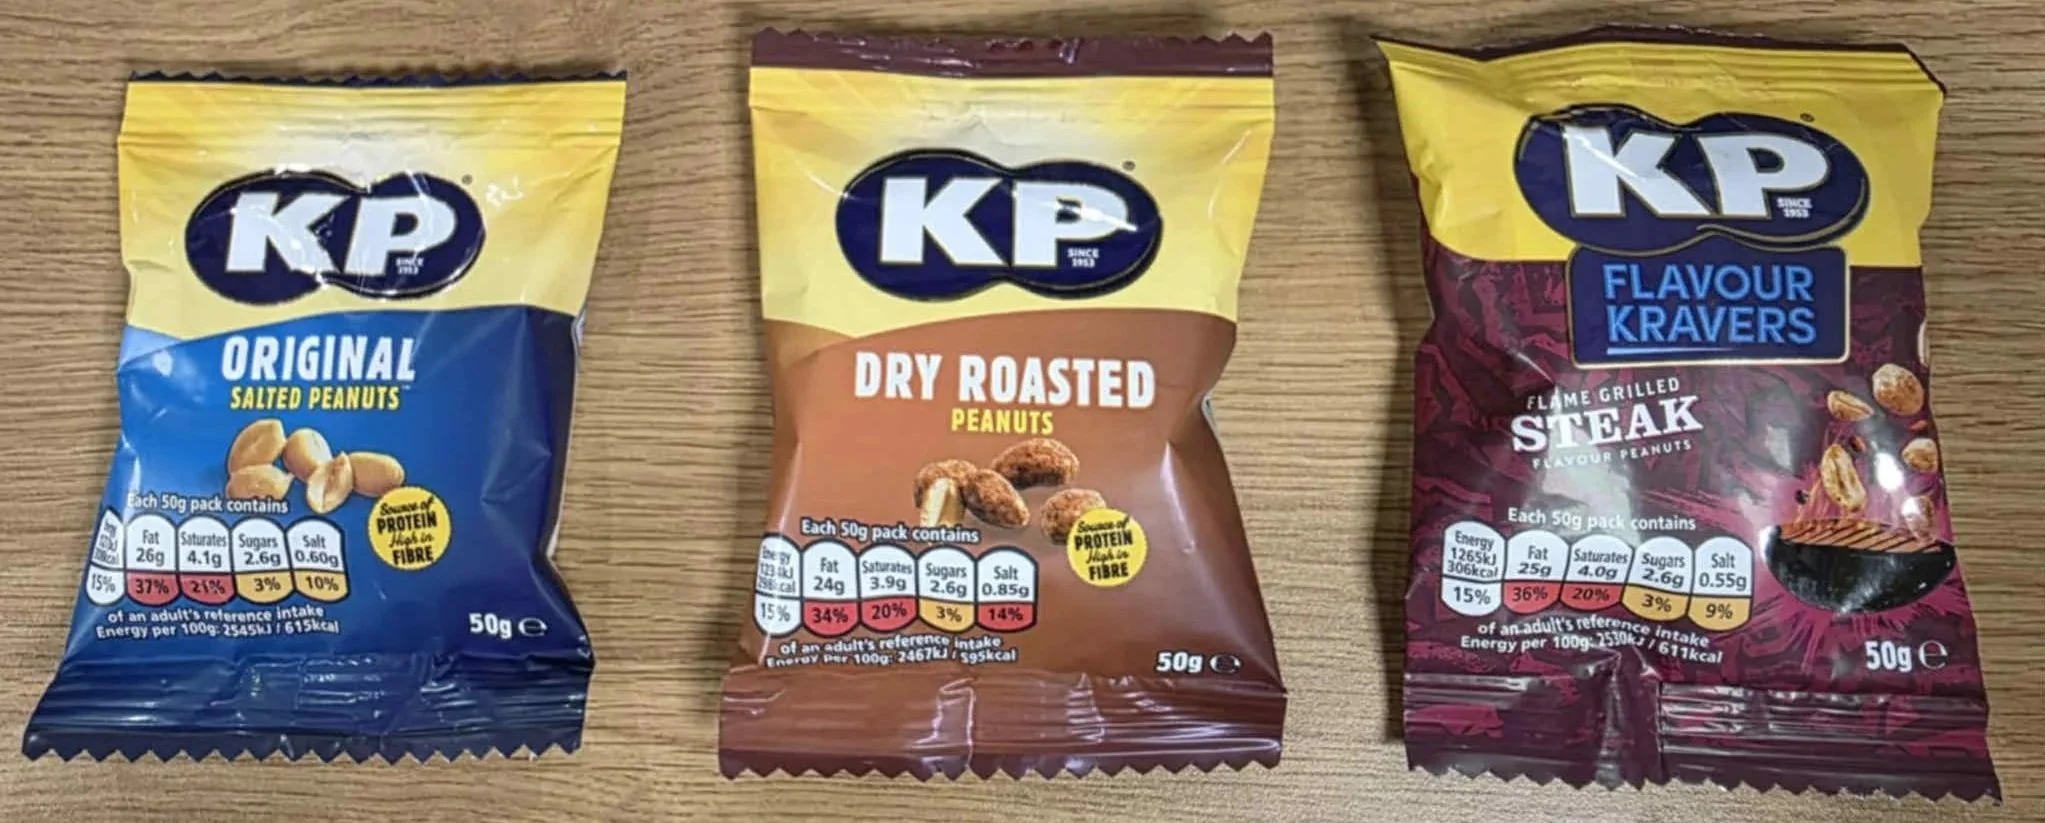 KP
®
SINCE
1953
ORIGINAL
SALTED PEANUTS™
Each 50g pack contains
Fat Saturates Sugars Salt
26g 4.1g 2.6g 0.60g
15% 37% 21% 3% 10%
of an adult's reference intake
Energy per 100g: 2545kJ / 615kcal
Source of
PROTEIN
High in
FIBRE
50g ℮
KP
®
SINCE
1953
DRY ROASTED
PEANUTS
Each 50g pack contains
Energy Fat Saturates Sugars Salt
1234kJ 24g 3.9g 2.6g 0.85g
298kcal
15% 34% 20% 3% 14%
of an adult's reference intake
Energy per 100g: 2467kJ / 595kcal
Source of
PROTEIN
High in
FIBRE
50g ℮
KP
®
SINCE
1953
FLAVOUR
KRAVERS
FLAME GRILLED
STEAK
FLAVOUR PEANUTS
Each 50g pack contains
Energy Fat Saturates Sugars Salt
1265kJ 25g 4.0g 2.6g 0.55g
306kcal
15% 36% 20% 3% 9%
of an adult's reference intake
Energy per 100g: 2530kJ / 611kcal
50g ℮